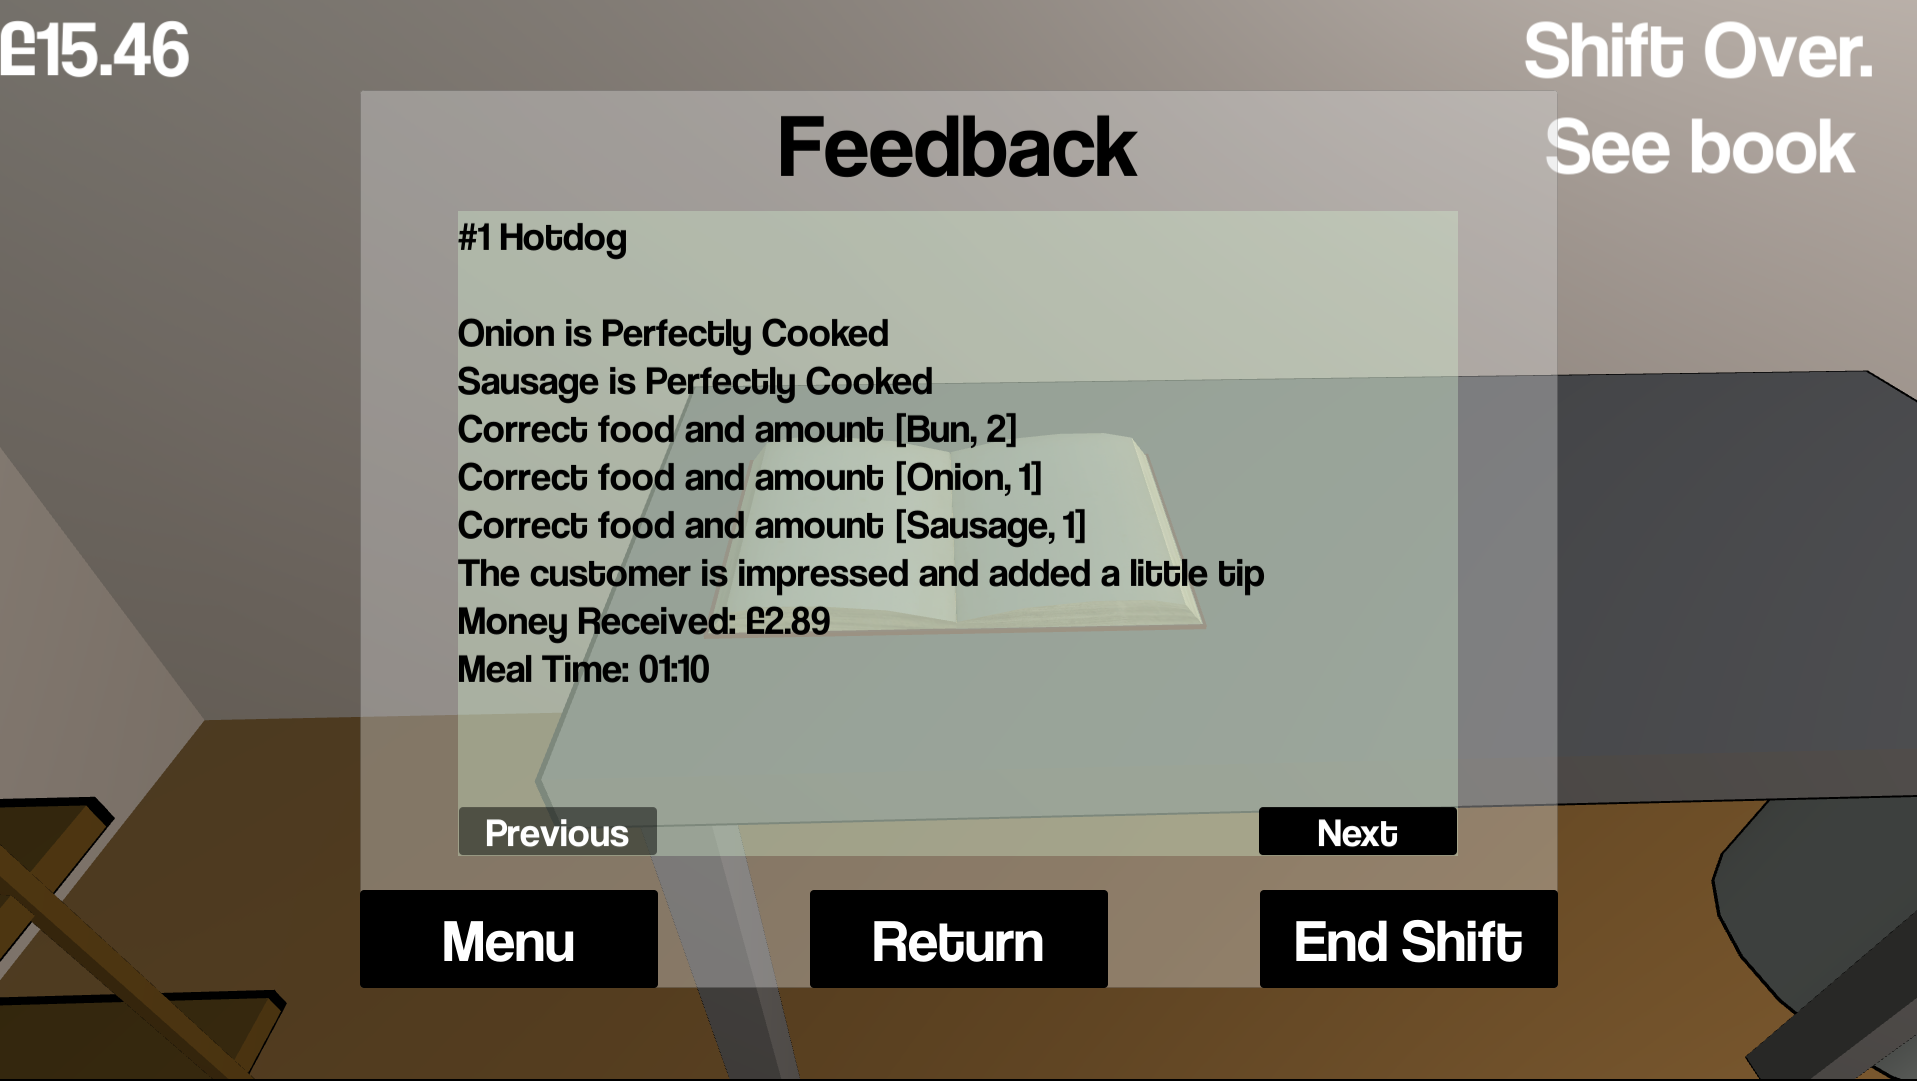 £15.46
Shift Over.
See book
Feedback
#1 Hotdog
Onion is Perfectly Cooked
Sausage is Perfectly Cooked
Correct food and amount [Bun, 2]
Correct food and amount [Onion, 1]
Correct food and amount [Sausage, 1]
The customer is impressed and added a little tip
Money Received: £2.89
Meal Time: 01:10
Previous
Next
Menu
Return
End Shift